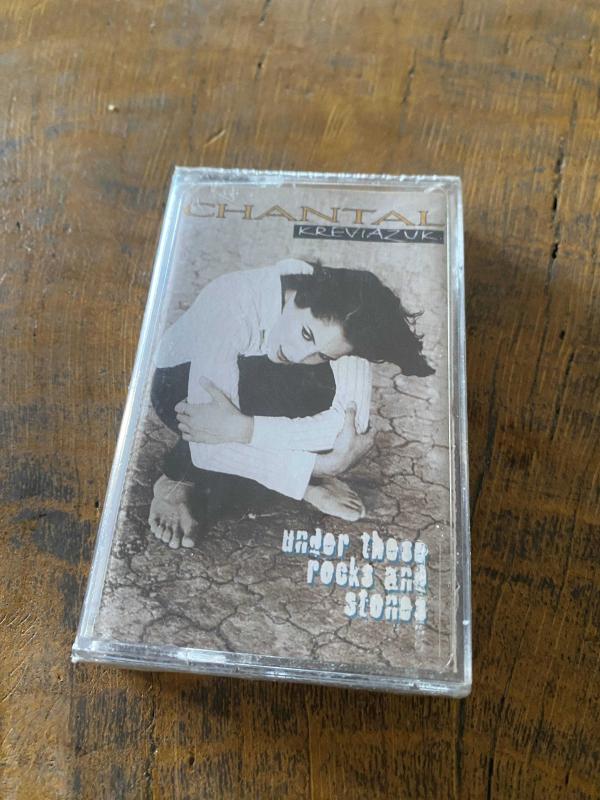 CHANTAL
KREVIAZUK
under these
rocks and
stones